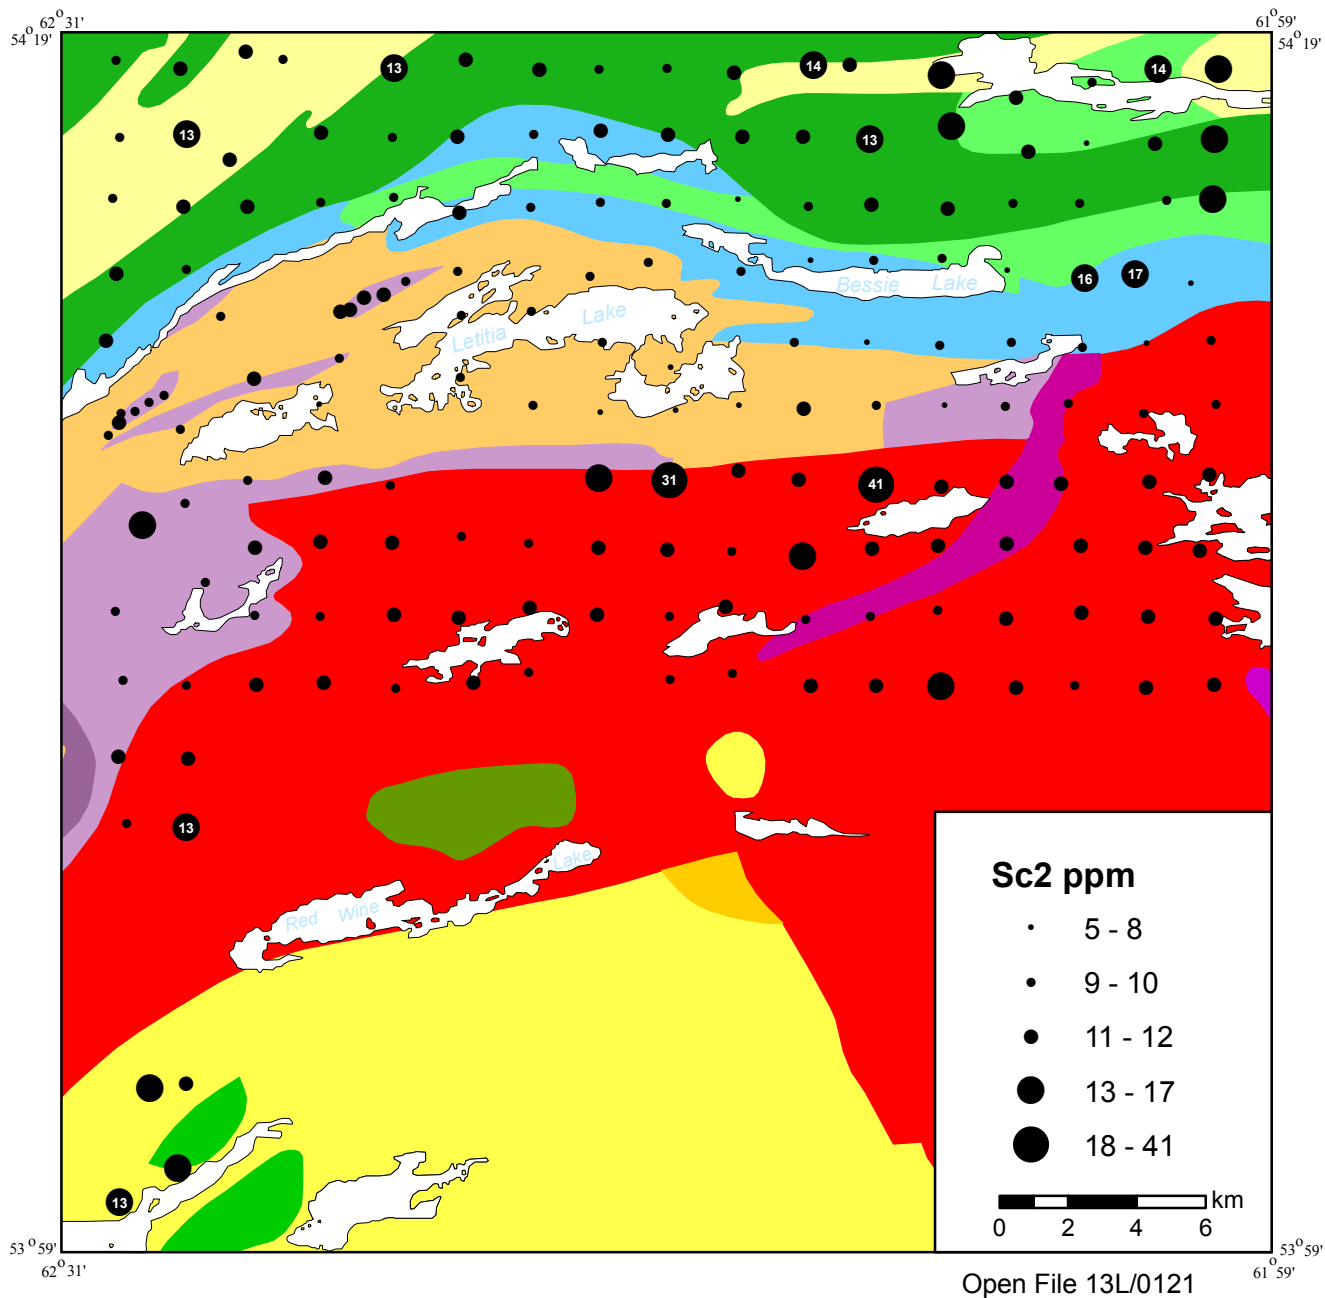 62°31'
61°59'
54°19'
54°19'
13
14
14
13
13
16
17
Bessie Lake
Letitia Lake
31
41
13
Lake
Red Wine
13
Sc2 ppm
5 - 8
9 - 10
11 - 12
13 - 17
18 - 41
km
0 2 4 6
53°59'
53°59'
62°31'
61°59'
Open File 13L/0121